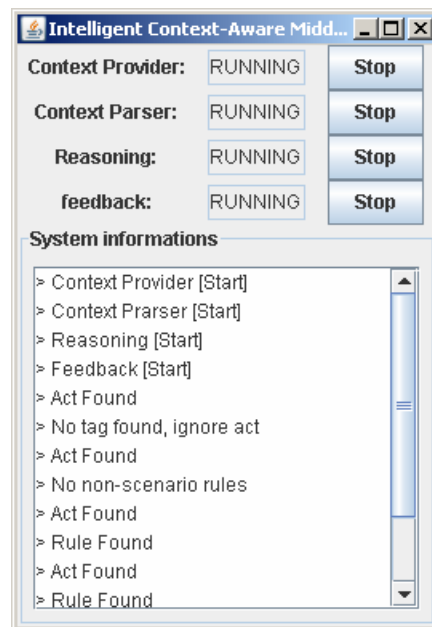 Intelligent Context-Aware Midd...
Context Provider: RUNNING Stop
Context Parser: RUNNING Stop
Reasoning: RUNNING Stop
feedback: RUNNING Stop
System informations
> Context Provider [Start]
> Context Prarser [Start]
> Reasoning [Start]
> Feedback [Start]
> Act Found
> No tag found, ignore act
> Act Found
> No non-scenario rules
> Act Found
> Rule Found
> Act Found
> Rule Found